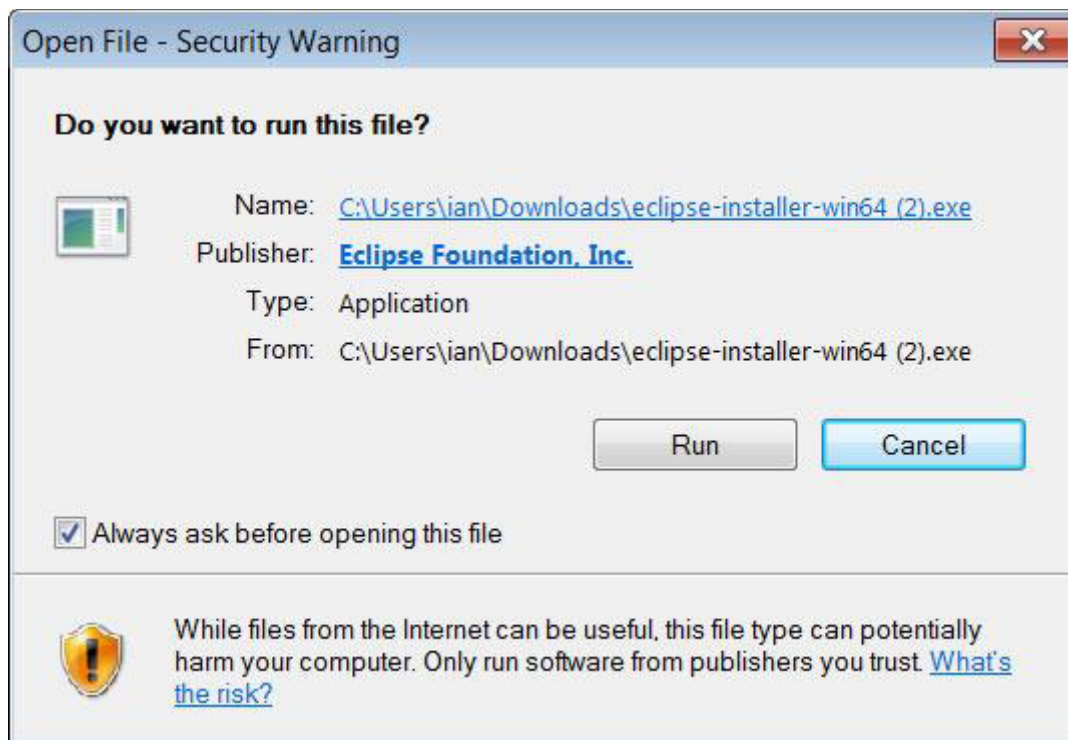 Open File - Security Warning
Do you want to run this file?
Name: C:\Users\ian\Downloads\eclipse-installer-win64 (2).exe
Publisher: Eclipse Foundation, Inc.
Type: Application
From: C:\Users\ian\Downloads\eclipse-installer-win64 (2).exe
Run Cancel
Always ask before opening this file
While files from the Internet can be useful, this file type can potentially
harm your computer. Only run software from publishers you trust. What's
the risk?